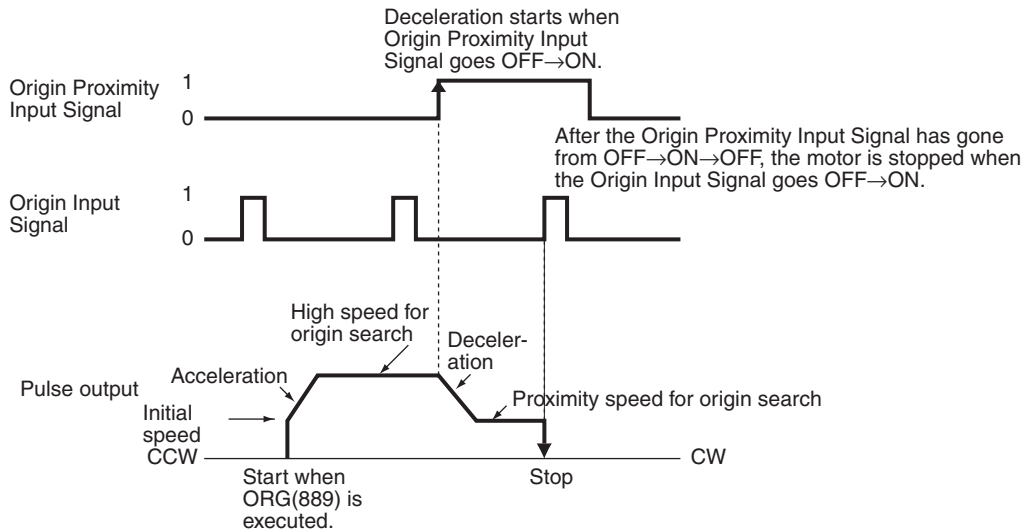 Deceleration starts when
Origin Proximity Input
Signal goes OFF→ON.
Origin Proximity
Input Signal
1
0
After the Origin Proximity Input Signal has gone
from OFF→ON→OFF, the motor is stopped when
the Origin Input Signal goes OFF→ON.
Origin Input
Signal
1
0
High speed for
origin search
Deceler-
ation
Acceleration
Pulse output
Proximity speed for origin search
Initial
speed
CCW
CW
Start when
ORG(889) is
executed.
Stop